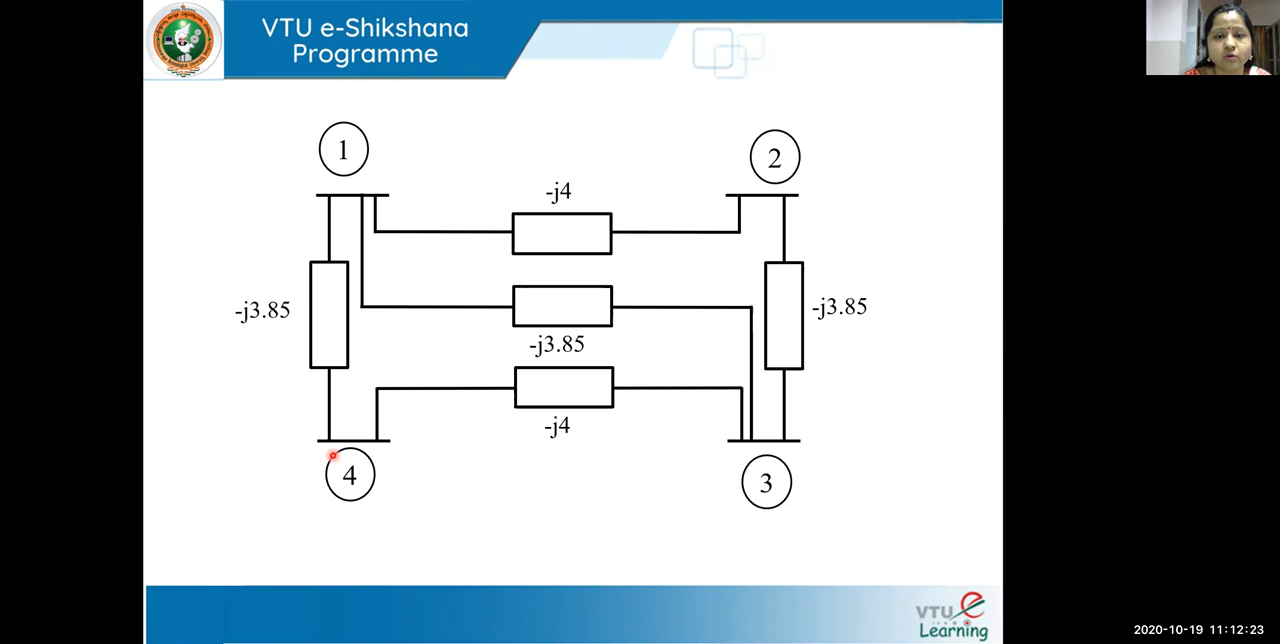 VTU e-Shikshana
Programme
1
2
-j4
-j3.85
-j3.85
-j3.85
-j4
4
3
VTU e
Learning
2020-10-19 11:12:23